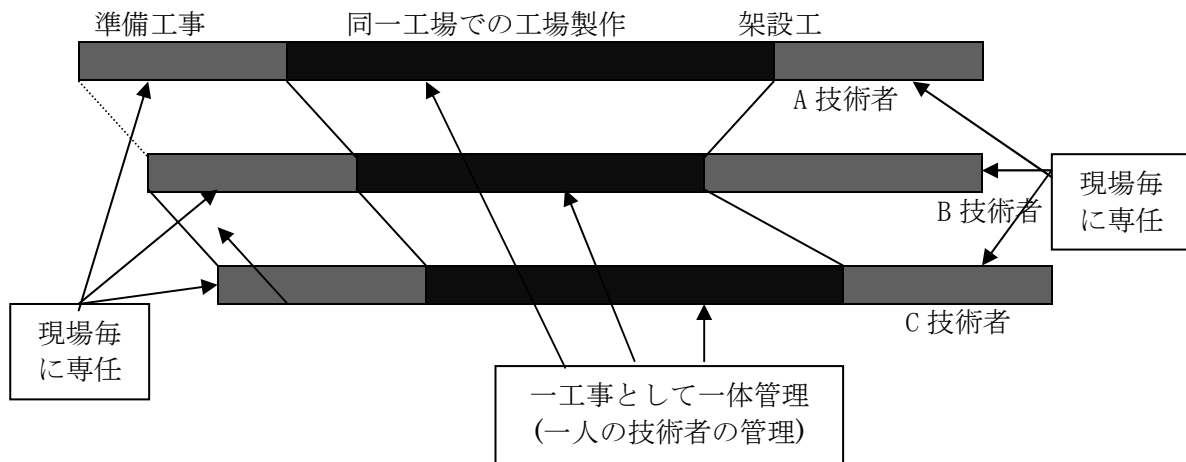 準備工事
同一工場での工場製作
架設工
A 技術者
B 技術者
C 技術者
現場毎
に専任
現場毎
に専任
一工事として一体管理
(一人の技術者の管理)